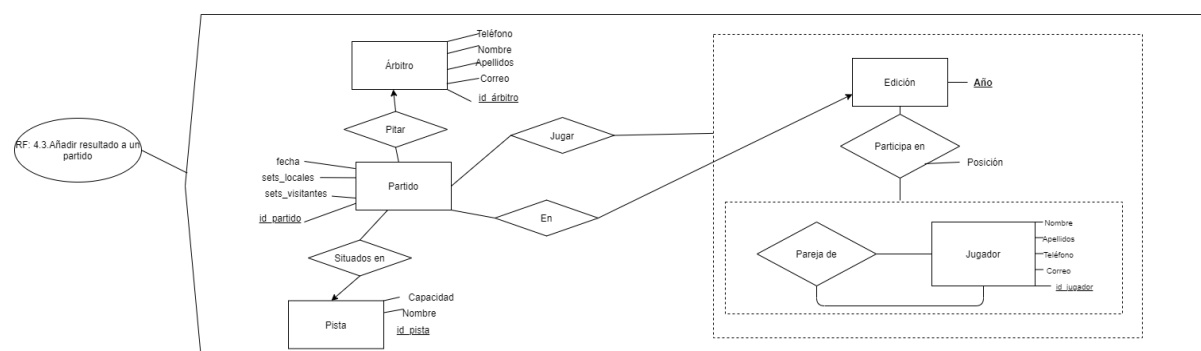 RF: 4.3.Añadir resultado a un
partido
Teléfono
Nombre
Apellidos
Correo
id_árbitro
Árbitro
Pitar
Jugar
fecha
sets_locales
sets_visitantes
id_partido
Partido
En
Situados en
Capacidad
Nombre
id_pista
Pista
Edición
Año
Participa en
Posición
Pareja de
Jugador
Nombre
Apellidos
Teléfono
Correo
id_jugador